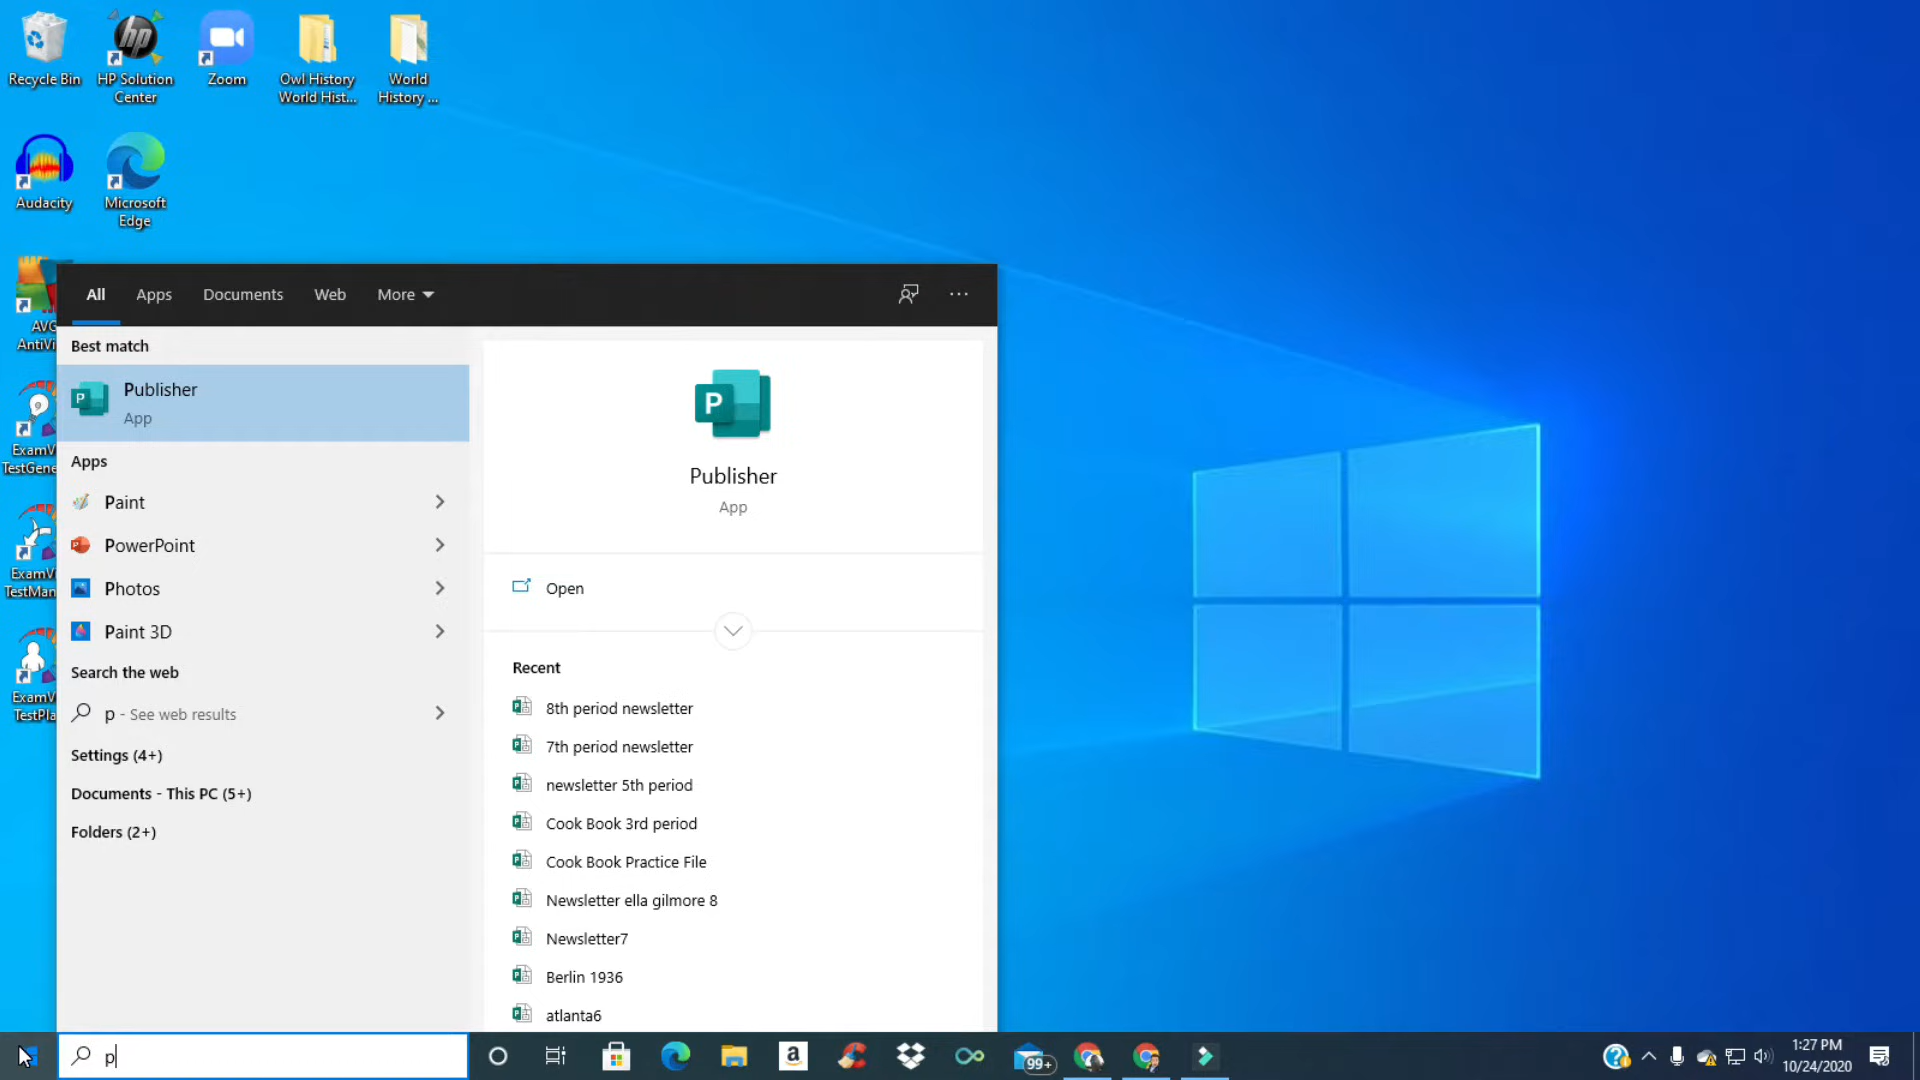 Recycle Bin
HP Solution
Center
Zoom
Owl History
World Hist...
World
History ...
Audacity
Microsoft
Edge
AVG
AntiVi
ExamVi
TestGene
ExamVi
TestMan
ExamVi
TestPla
All
Apps
Documents
Web
More
Best match
Publisher
App
Apps
Paint
PowerPoint
Photos
Paint 3D
Search the web
p - See web results
Settings (4+)
Documents - This PC (5+)
Folders (2+)
P
Publisher
App
Open
Recent
8th period newsletter
7th period newsletter
newsletter 5th period
Cook Book 3rd period
Cook Book Practice File
Newsletter ella gilmore 8
Newsletter7
Berlin 1936
atlanta6
p
99+
1:27 PM
10/24/2020